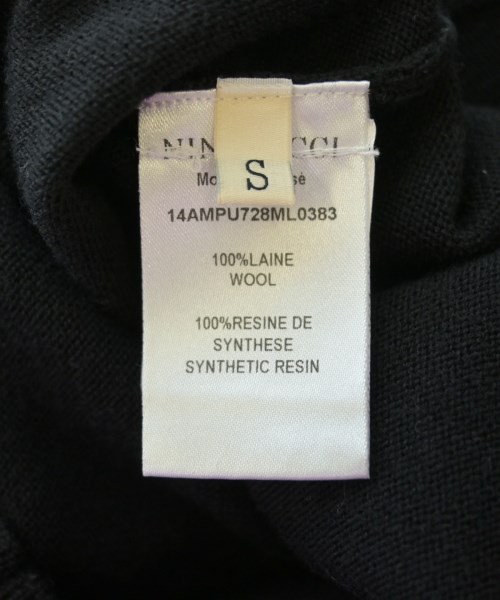 S
14AMPU728ML0383
100%LAINE
WOOL
100%RESINE DE
SYNTHESE
SYNTHETIC RESIN